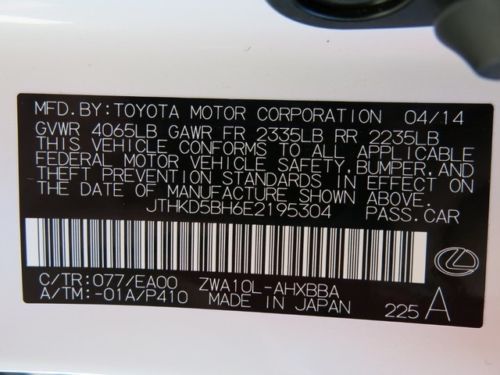 MFD.BY:TOYOTA MOTOR CORPORATION 04/14
GVWR 4065LB GAWR FR 2335LB RR 2235LB
THIS VEHICLE CONFORMS TO ALL APPLICABLE
FEDERAL MOTOR VEHICLE SAFETY,BUMPER,AND
THEFT PREVENTION STANDARDS IN EFFECT ON
THE DATE OF MANUFACTURE SHOWN ABOVE.
JTHKD5BH6E2195304 PASS.CAR
C/TR:077/EA00 ZWA10L-AHXBBA
A/TM:-01A/P410 MADE IN JAPAN 225 A